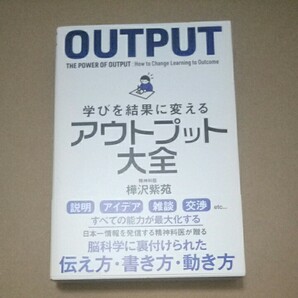 OUTPUT
THE POWER OF OUTPUT : How to Change Learning to Outcome
学びを結果に変える
アウトプット
大全
精神科医
樺沢紫苑
説明 アイデア 雑談 交渉 etc...
すべての能力が最大化する
日本一情報を発信する精神科医が贈る
脳科学に裏付けられた
伝え方・書き方・動き方